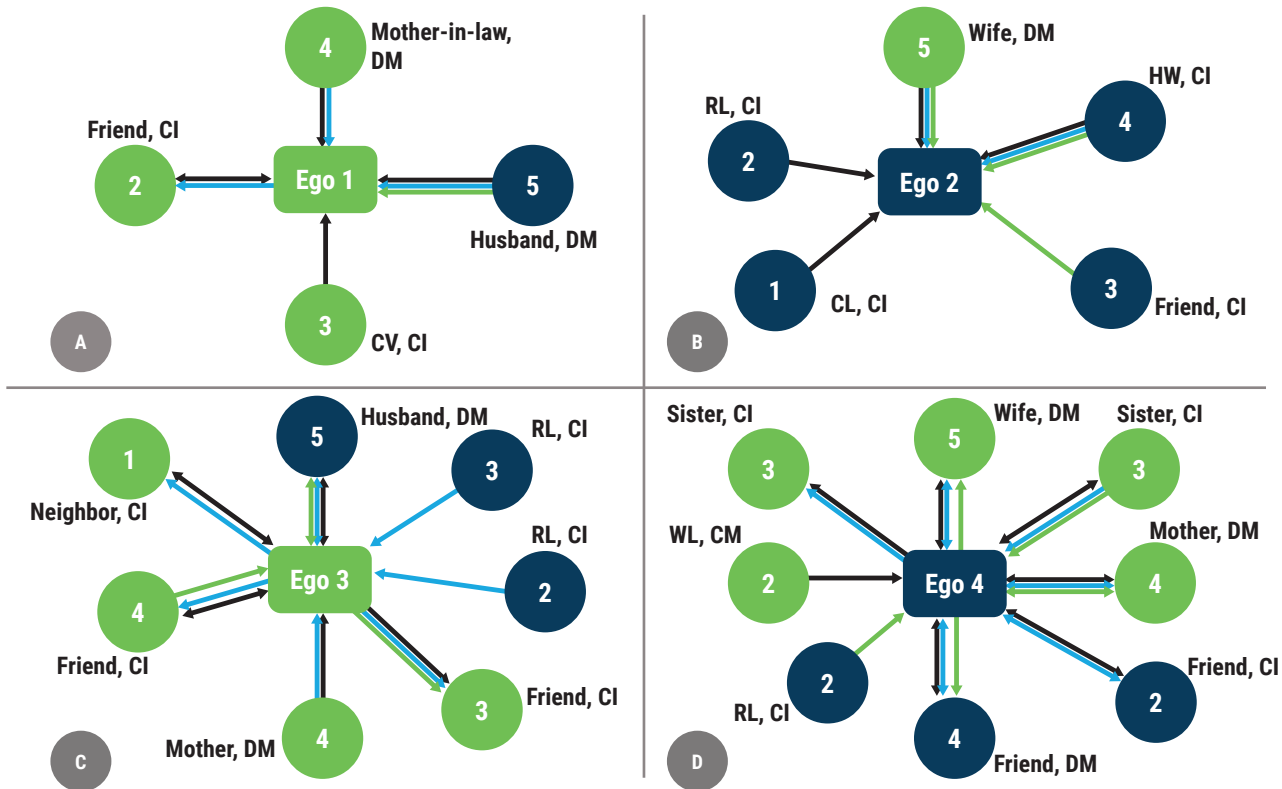 4
Mother-in-law,
DM
Friend, CI
2
Ego 1
5
Husband, DM
3
CV, CI
A
5
Wife, DM
HW, CI
4
RL, CI
2
Ego 2
1
CL, CI
3
Friend, CI
B
5
Husband, DM
RL, CI
3
1
Neighbor, CI
RL, CI
2
Ego 3
4
Friend, CI
3
Friend, CI
4
Mother, DM
C
Sister, CI
3
5
Wife, DM
Sister, CI
3
WL, CM
2
Ego 4
Mother, DM
4
2
RL, CI
Friend, CI
2
4
Friend, DM
D